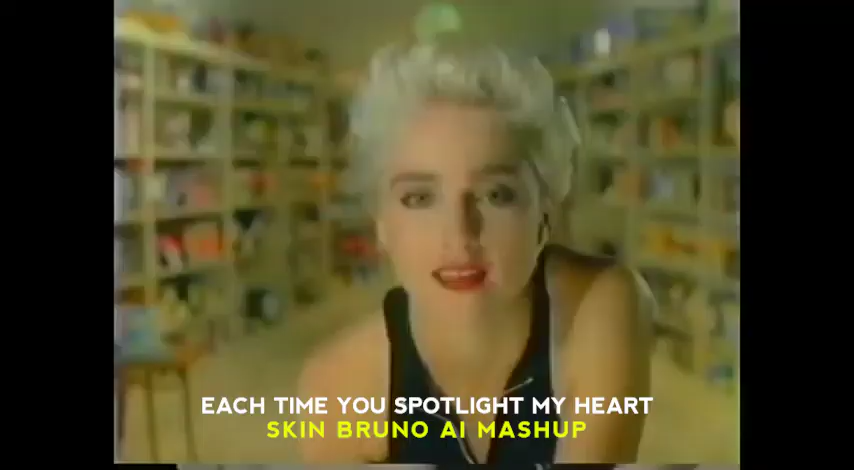 EACH TIME YOU SPOTLIGHT MY HEART
SKIN BRUNO AI MASHUP